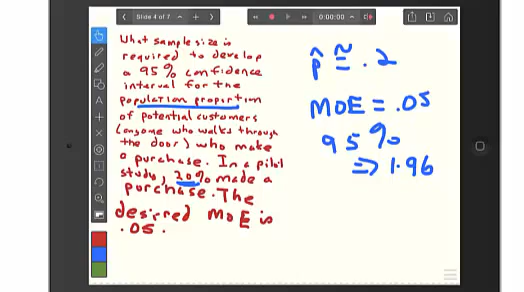 Slide 4 of 7
0:00:00
What sample size is
required to develop
a 95% confidence
interval for the
population proportion
of potential customers
(anyone who walks through
the door) who make
a purchase. In a pilot
study, 20% made a
purchase. The
desired MoE is
.05.
p̂ ≅ .2
MOE = .05
95%
⇒ 1.96